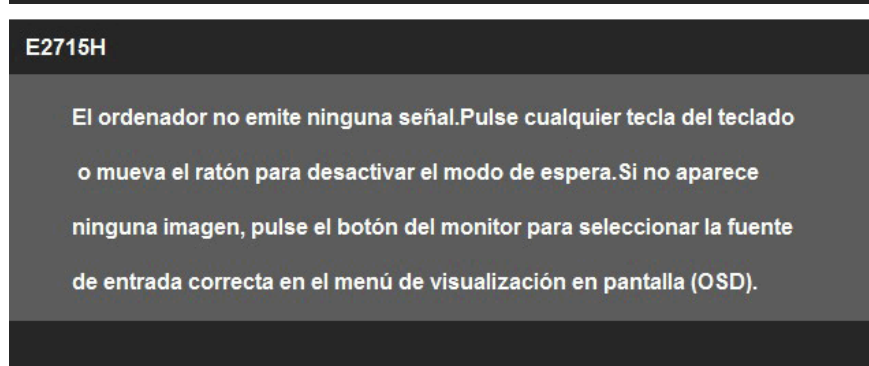 E2715H
El ordenador no emite ninguna señal.Pulse cualquier tecla del teclado
o mueva el ratón para desactivar el modo de espera.Si no aparece
ninguna imagen, pulse el botón del monitor para seleccionar la fuente
de entrada correcta en el menú de visualización en pantalla (OSD).